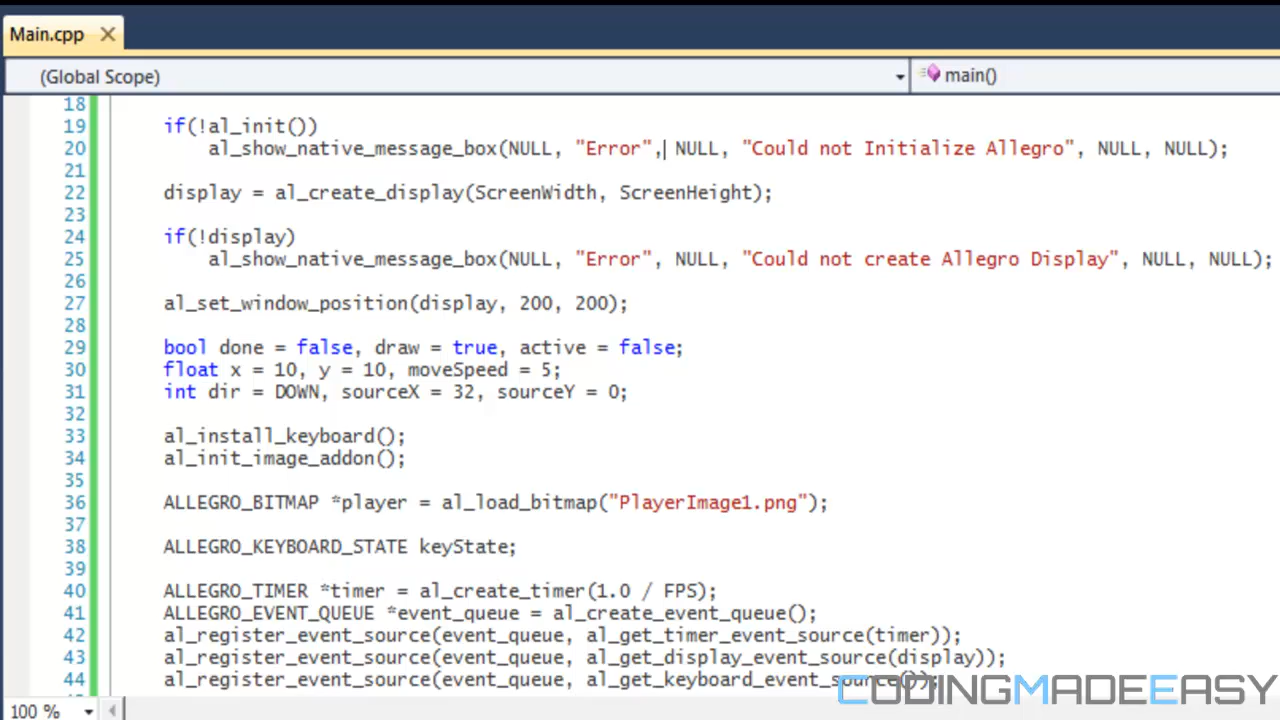 Main.cpp
(Global Scope)
main()
18
19 if(!al_init())
20 al_show_native_message_box(NULL, "Error", NULL, "Could not Initialize Allegro", NULL, NULL);
21
22 display = al_create_display(ScreenWidth, ScreenHeight);
23
24 if(!display)
25 al_show_native_message_box(NULL, "Error", NULL, "Could not create Allegro Display", NULL, NULL);
26
27 al_set_window_position(display, 200, 200);
28
29 bool done = false, draw = true, active = false;
30 float x = 10, y = 10, moveSpeed = 5;
31 int dir = DOWN, sourceX = 32, sourceY = 0;
32
33 al_install_keyboard();
34 al_init_image_addon();
35
36 ALLEGRO_BITMAP *player = al_load_bitmap("PlayerImage1.png");
37
38 ALLEGRO_KEYBOARD_STATE keyState;
39
40 ALLEGRO_TIMER *timer = al_create_timer(1.0 / FPS);
41 ALLEGRO_EVENT_QUEUE *event_queue = al_create_event_queue();
42 al_register_event_source(event_queue, al_get_timer_event_source(timer));
43 al_register_event_source(event_queue, al_get_display_event_source(display));
44 al_register_event_source(event_queue, al_get_keyboard_event_source());
CODINGMADEEASY
100 %